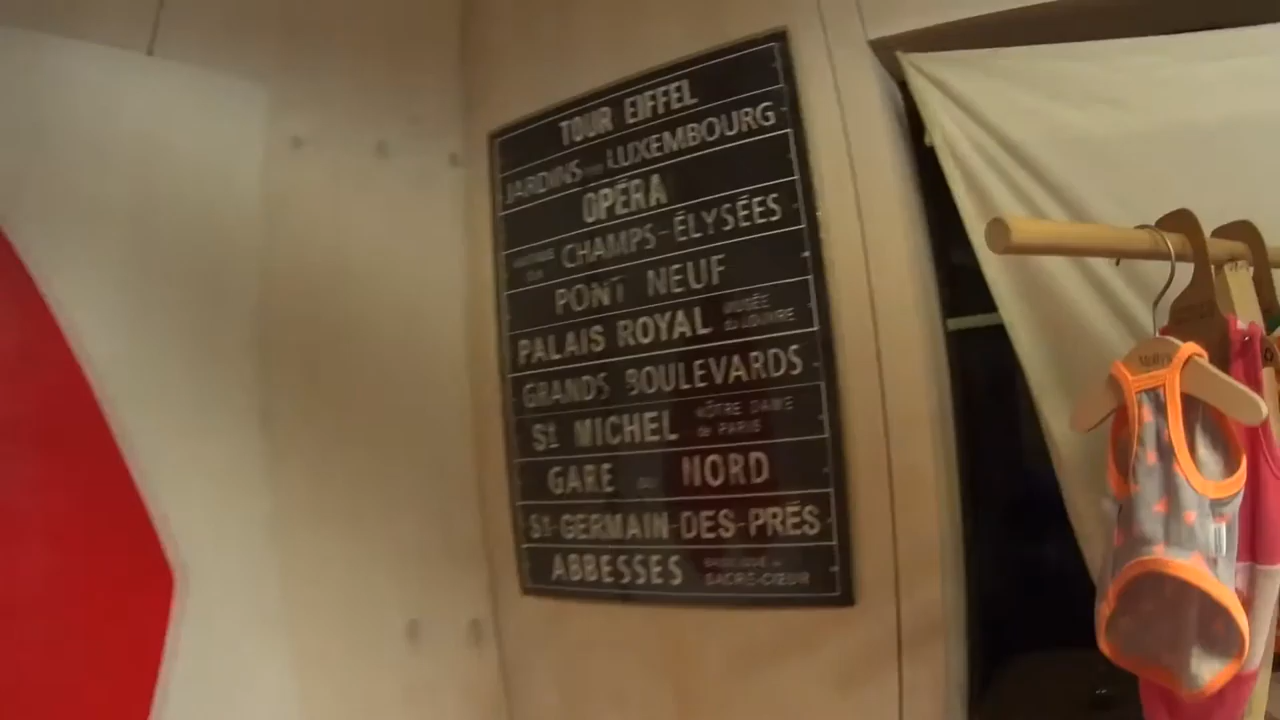 TOUR EIFFEL
JARDINS LUXEMBOURG
OPÉRA
CHAMPS-ÉLYSÉES
PONT NEUF
PALAIS ROYAL MUSÉE du LOUVRE
GRANDS BOULEVARDS
St MICHEL NÔTRE DAME de PARIS
GARE NORD
St-GERMAIN-DES-PRÉS
ABBESSES SACRÉ-CŒUR